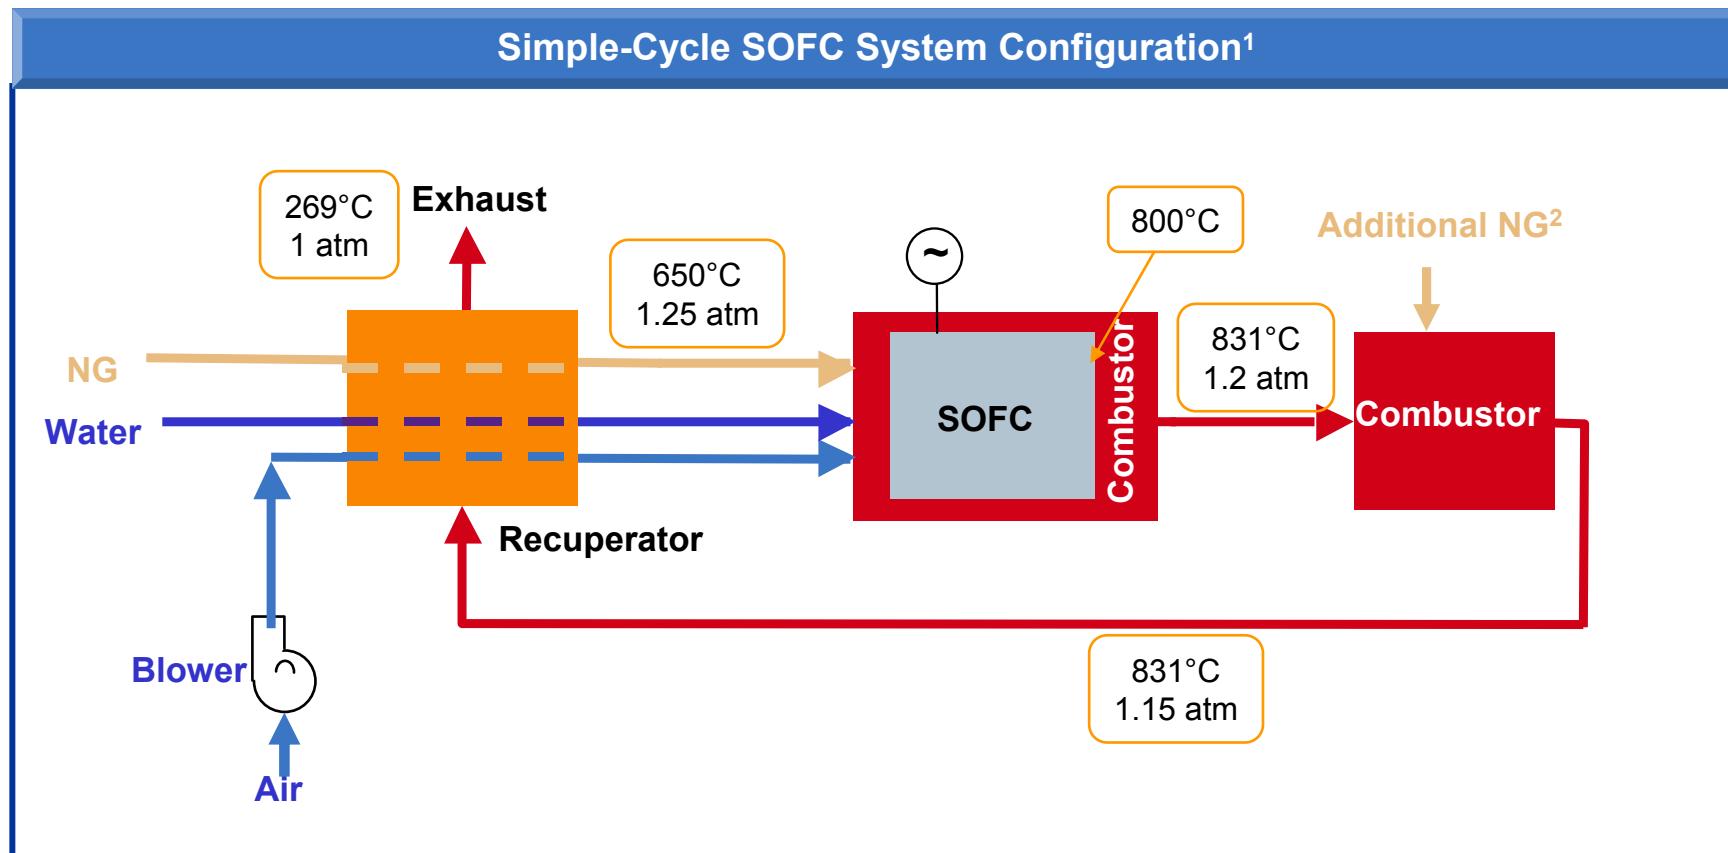 Simple-Cycle SOFC System Configuration¹
269°C
1 atm
Exhaust
650°C
1.25 atm
~
800°C
Additional NG²
831°C
1.2 atm
NG
Water
SOFC
Combustor
Combustor
Recuperator
Blower
831°C
1.15 atm
Air